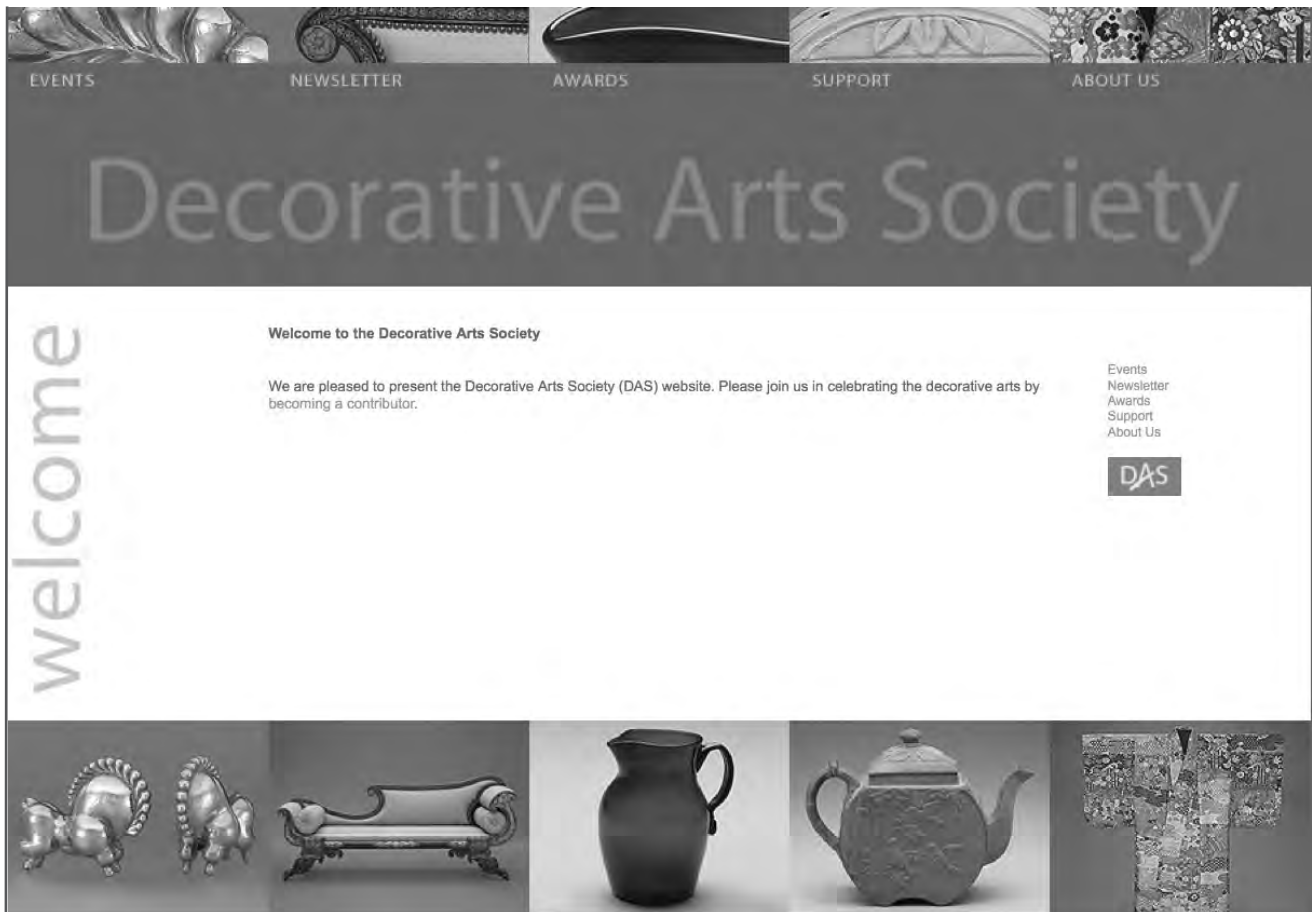 EVENTS NEWSLETTER AWARDS SUPPORT ABOUT US
Decorative Arts Society
welcome
Welcome to the Decorative Arts Society
We are pleased to present the Decorative Arts Society (DAS) website. Please join us in celebrating the decorative arts by
becoming a contributor.
Events
Newsletter
Awards
Support
About Us
DAS